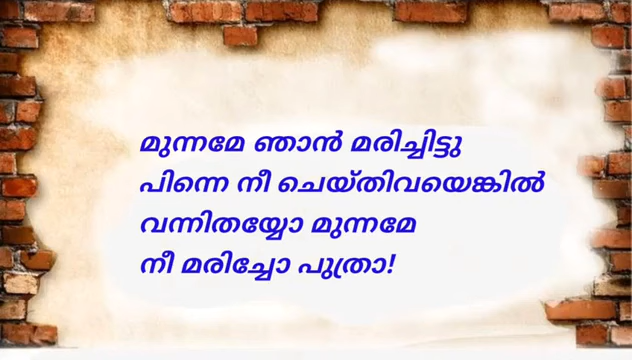 മുന്നമേ ഞാൻ മരിച്ചിട്ടു
പിന്നെ നീ ചെയ്തിവയെങ്കിൽ
വന്നിതയ്യോ മുന്നമേ
നീ മരിച്ചോ പുത്രാ!